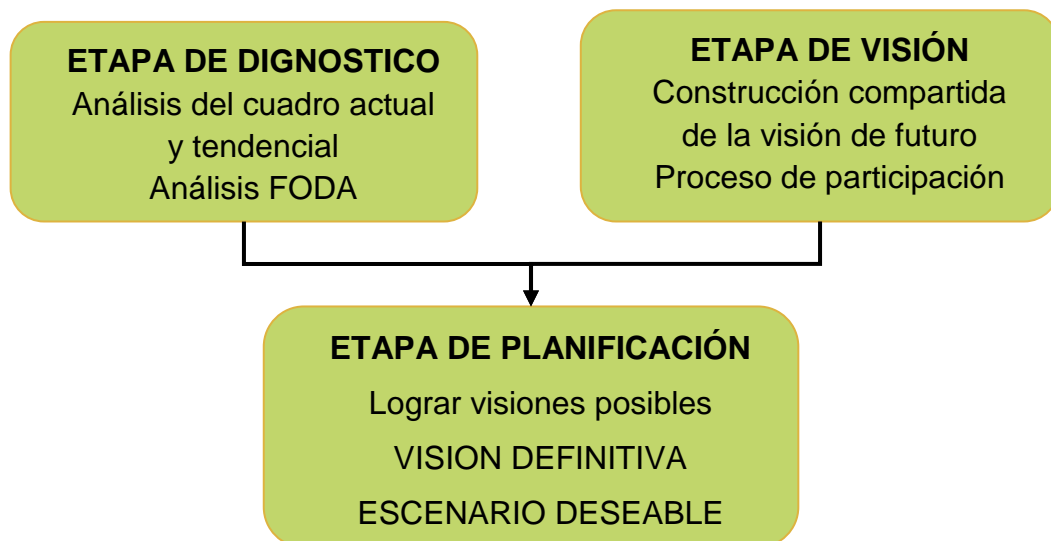 ETAPA DE DIGNOSTICO
Análisis del cuadro actual
y tendencial
Análisis FODA
ETAPA DE VISIÓN
Construcción compartida
de la visión de futuro
Proceso de participación
ETAPA DE PLANIFICACIÓN
Lograr visiones posibles
VISION DEFINITIVA
ESCENARIO DESEABLE